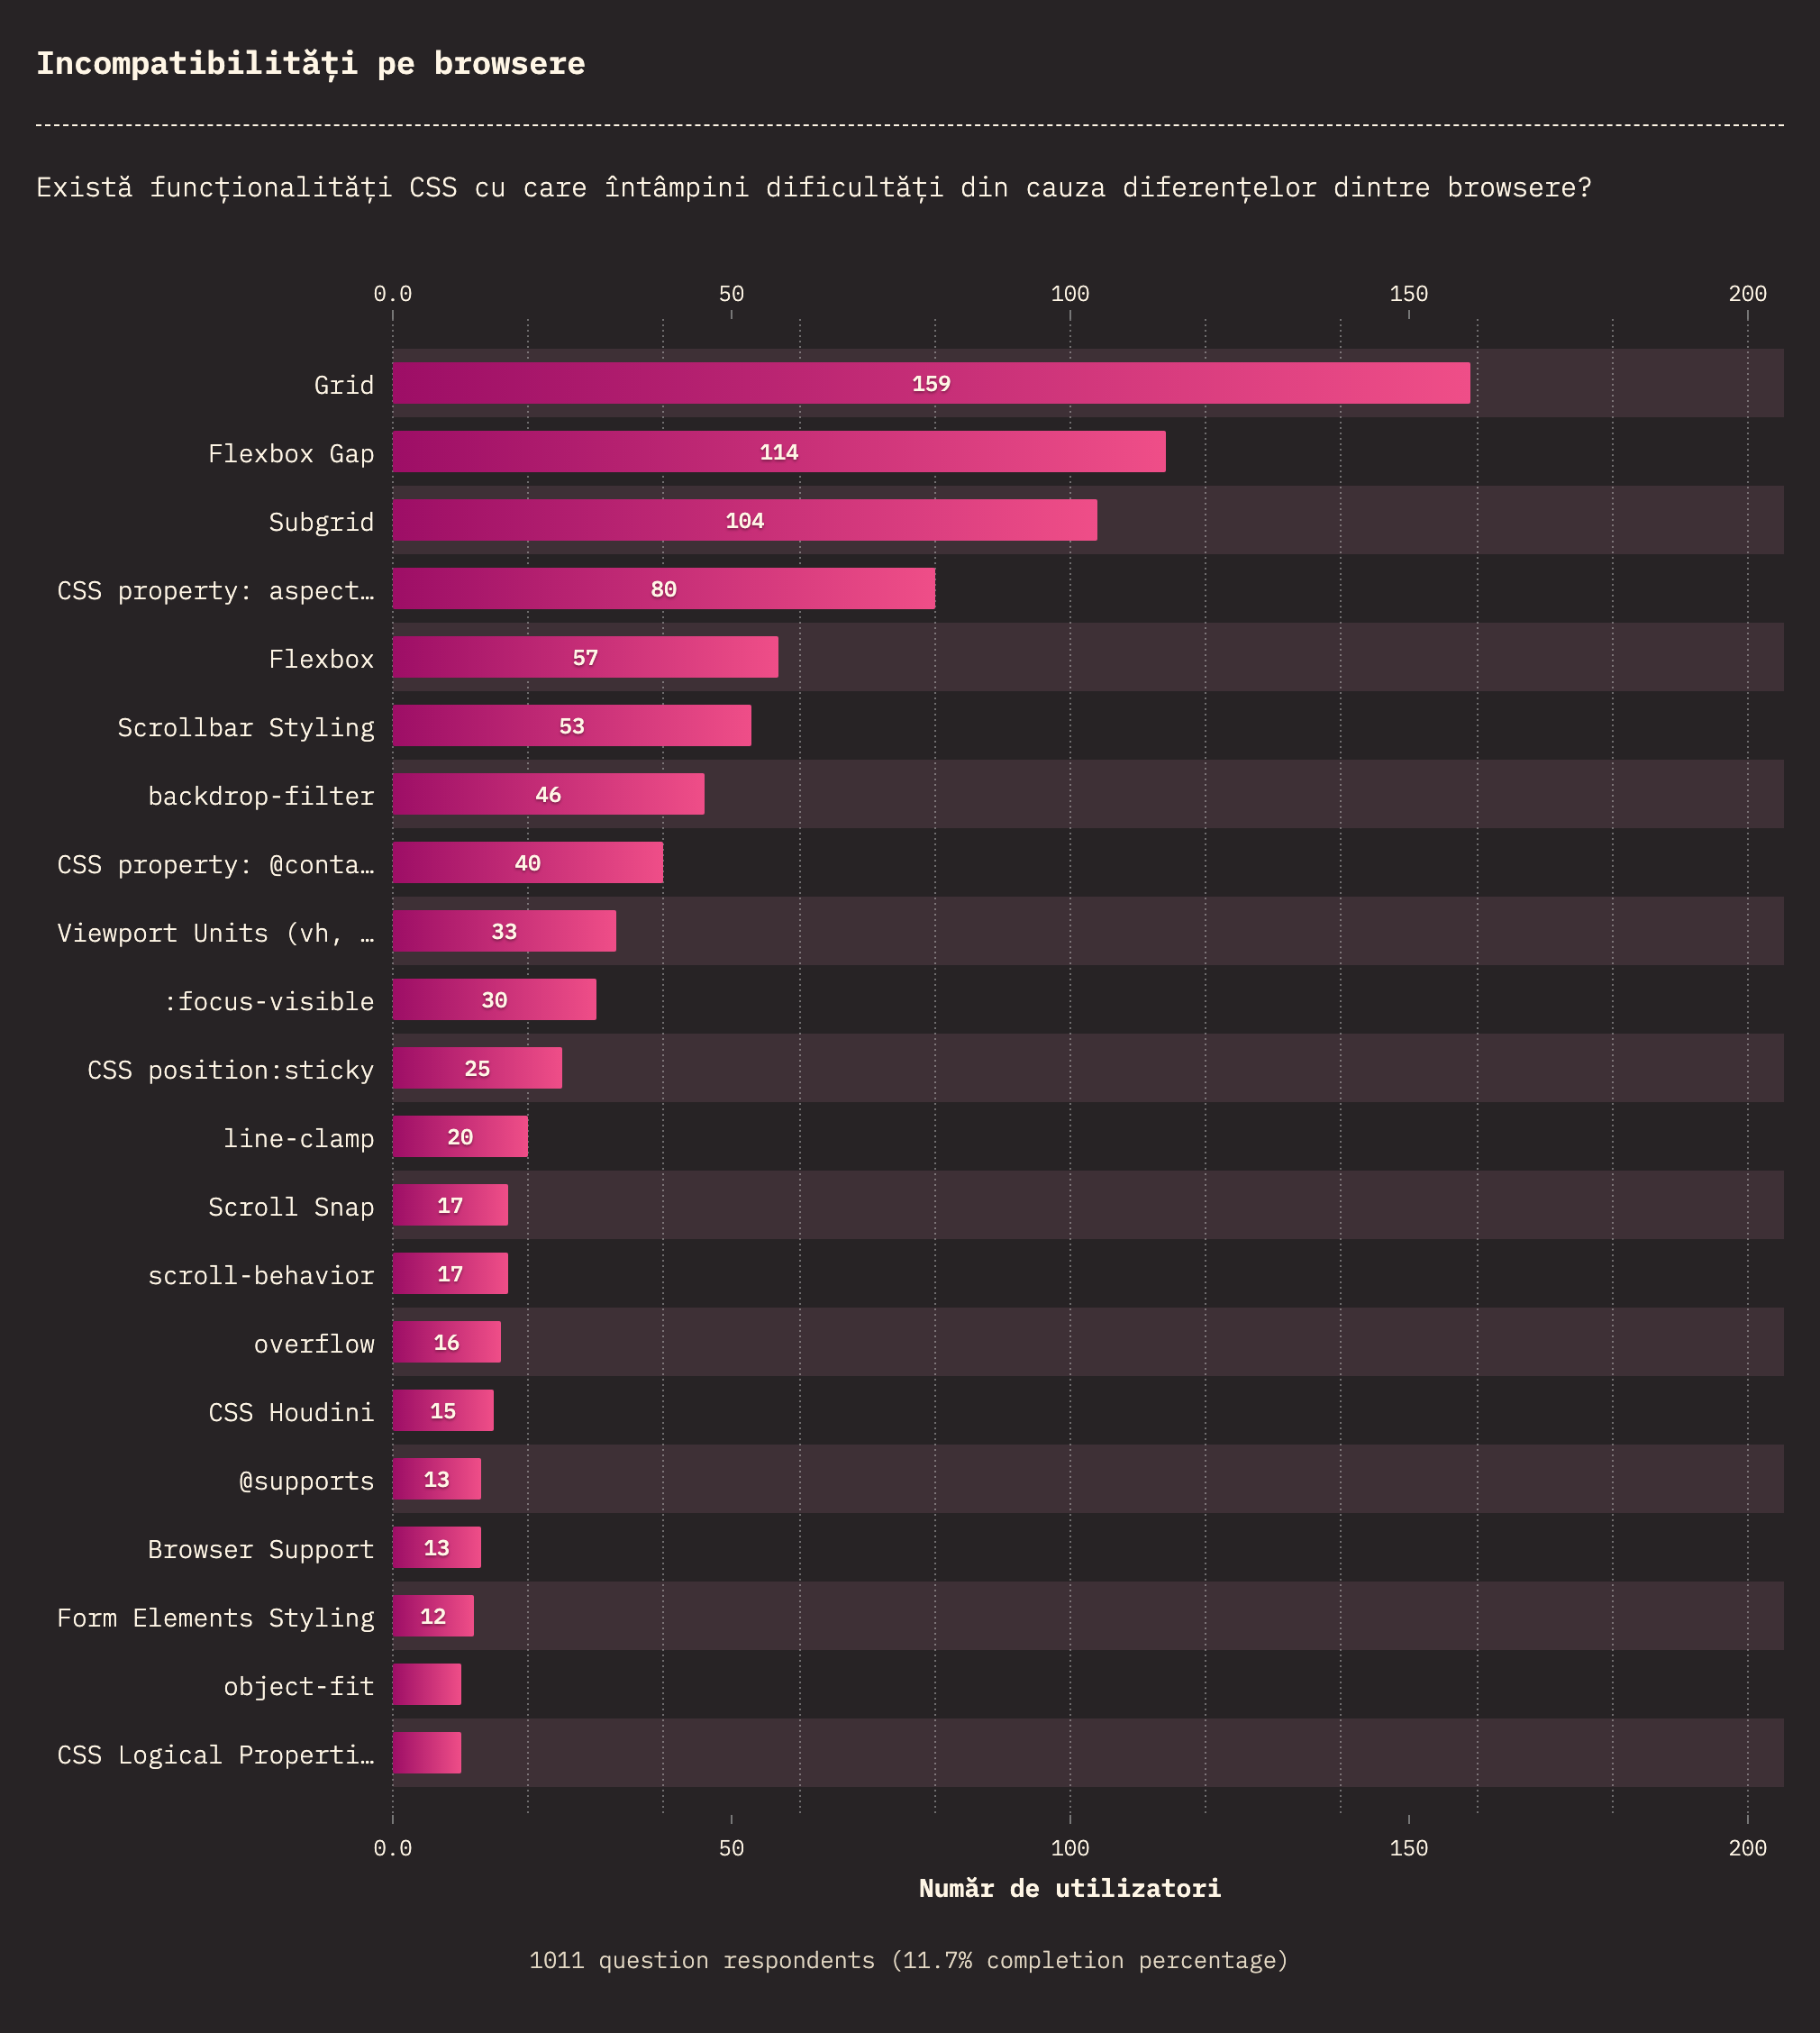 Incompatibilități pe browsere
Există funcționalități CSS cu care întâmpini dificultăți din cauza diferențelor dintre browsere?
0.0 50 100 150 200
Grid 159
Flexbox Gap 114
Subgrid 104
CSS property: aspect… 80
Flexbox 57
Scrollbar Styling 53
backdrop-filter 46
CSS property: @conta… 40
Viewport Units (vh, … 33
:focus-visible 30
CSS position:sticky 25
line-clamp 20
Scroll Snap 17
scroll-behavior 17
overflow 16
CSS Houdini 15
@supports 13
Browser Support 13
Form Elements Styling 12
object-fit
CSS Logical Properti…
0.0 50 100 150 200
Număr de utilizatori
1011 question respondents (11.7% completion percentage)